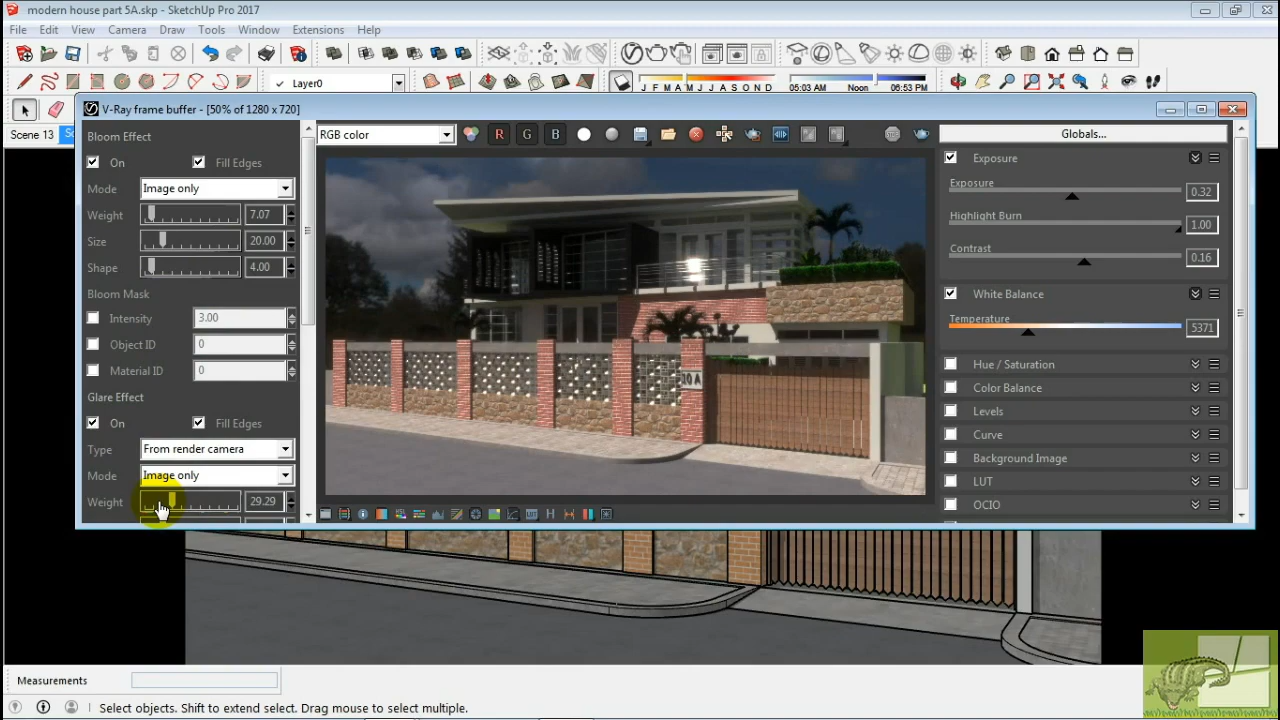 modern house part 5A.skp - SketchUp Pro 2017
File Edit View Camera Draw Tools Window Extensions Help
Layer0
J F M A M J J A S O N D
05:03 AM Noon 06:53 PM
V-Ray frame buffer - [50% of 1280 x 720]
Scene 13
Bloom Effect
RGB color
R G B
Globals...
On Fill Edges
Exposure
Mode Image only
Exposure 0.32
Weight 7.07
Highlight Burn 1.00
Size 20.00
Contrast 0.16
Shape 4.00
Bloom Mask
White Balance
Intensity 3.00
Temperature 5371
Object ID 0
Material ID 0
Hue / Saturation
10 A
Color Balance
Glare Effect
Levels
On Fill Edges
Curve
Type From render camera
Background Image
Mode Image only
LUT
Weight 29.29
OCIO
H
Measurements
Select objects. Shift to extend select. Drag mouse to select multiple.